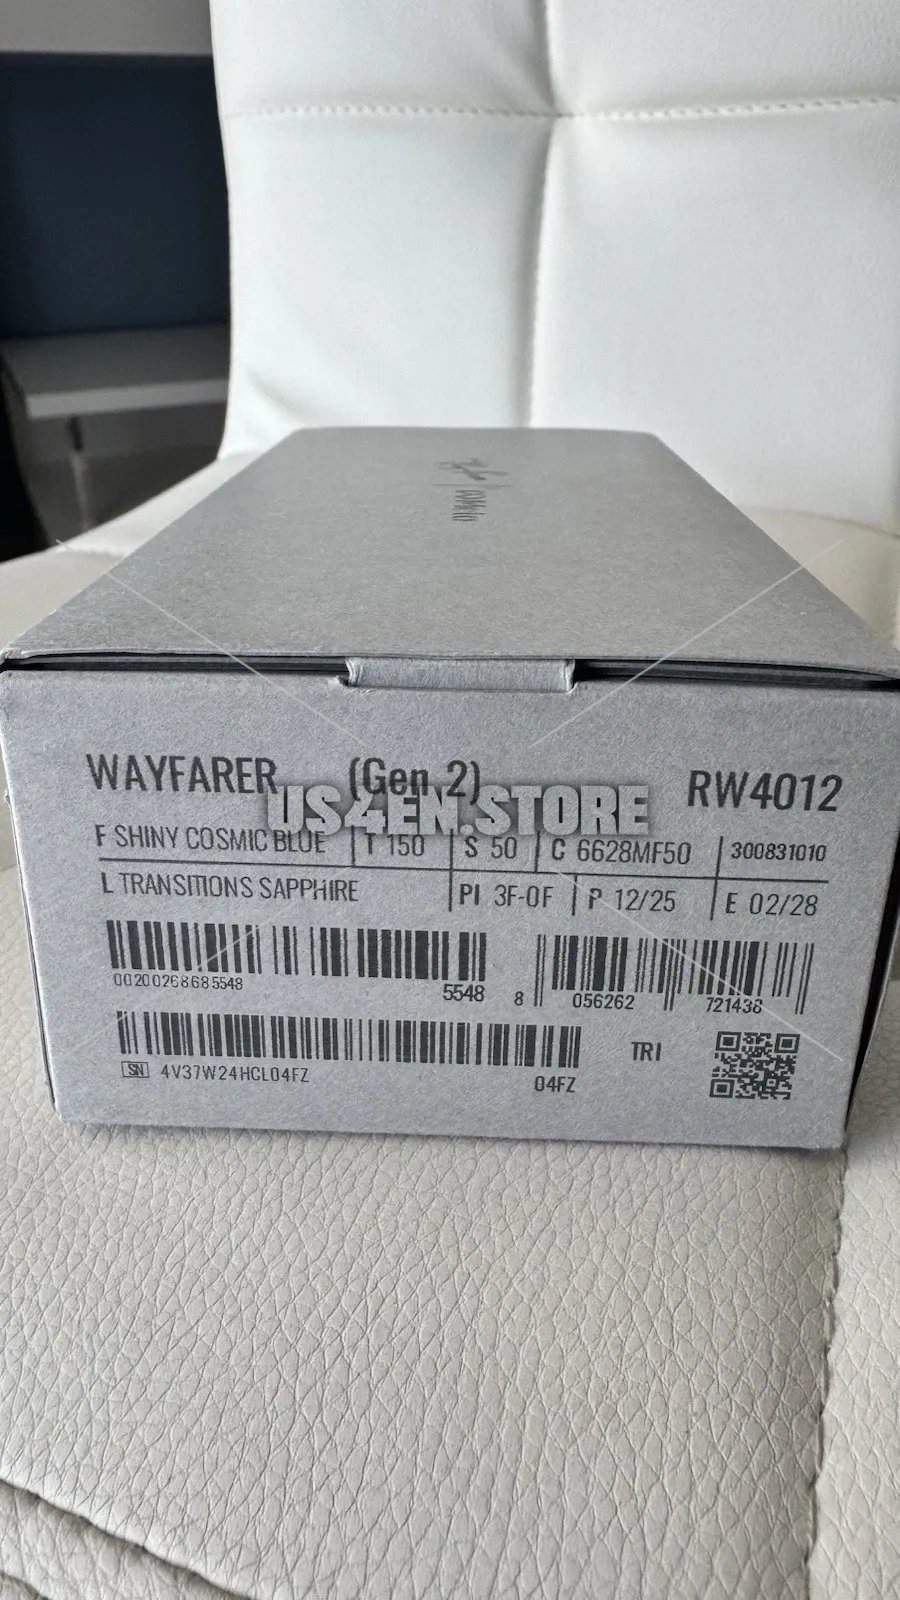 Ray-Ban | ∞Meta
WAYFARER (Gen 2) RW4012
US4EN.STORE
F SHINY COSMIC BLUE T 150 S 50 C 6628MF50 300831010
L TRANSITIONS SAPPHIRE PI 3F-0F P 12/25 E 02/28
00200268685548 5548 8 056262 721438
SN 4V37W24HCL04FZ 04FZ TRI